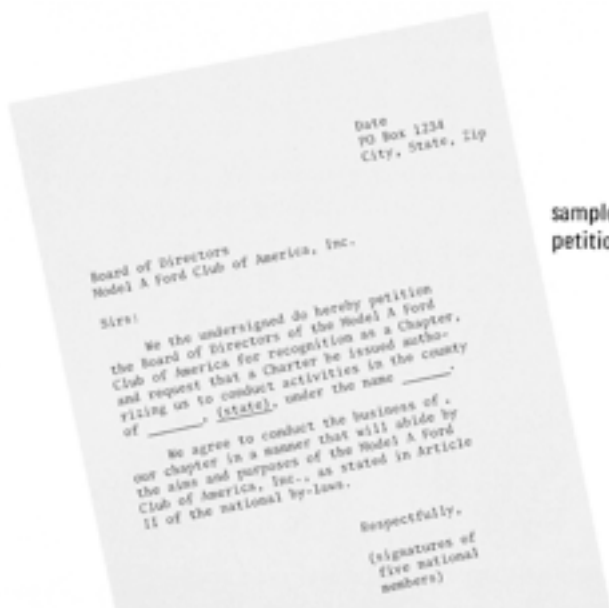 Date
PO Box 1234
City, State, Zip
sample
petitio
Board of Directors
Model A Ford Club of America, Inc.
Sirs:
We the undersigned do hereby petition
the Board of Directors of the Model A Ford
Club of America for recognition as a Chapter,
and request that a Charter be issued autho-
rizing us to conduct activities in the county
of ______, (state), under the name ______.
We agree to conduct the business of .
our chapter in a manner that will abide by
the aims and purposes of the Model A Ford
Club of America, Inc., as stated in Article
II of the national by-laws.
Respectfully,
(signatures of
five national
members)